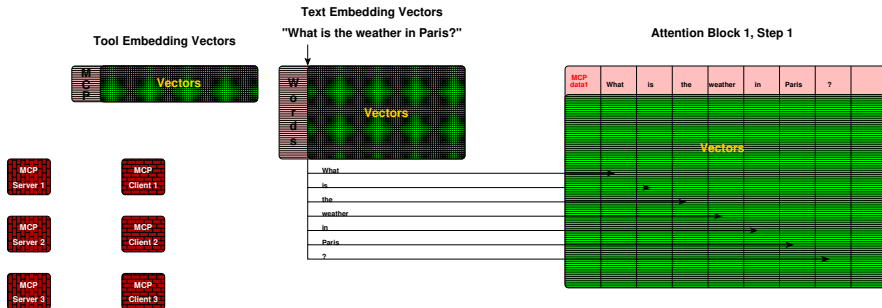 Text Embedding Vectors
"What is the weather in Paris?"
Tool Embedding Vectors
Attention Block 1, Step 1
MCP
Vectors
Words
Vectors
MCP
data1
What
is
the
weather
in
Paris
?
Vectors
What
is
the
weather
in
Paris
?
MCP
Server 1
MCP
Client 1
MCP
Server 2
MCP
Client 2
MCP
Server 3
MCP
Client 3